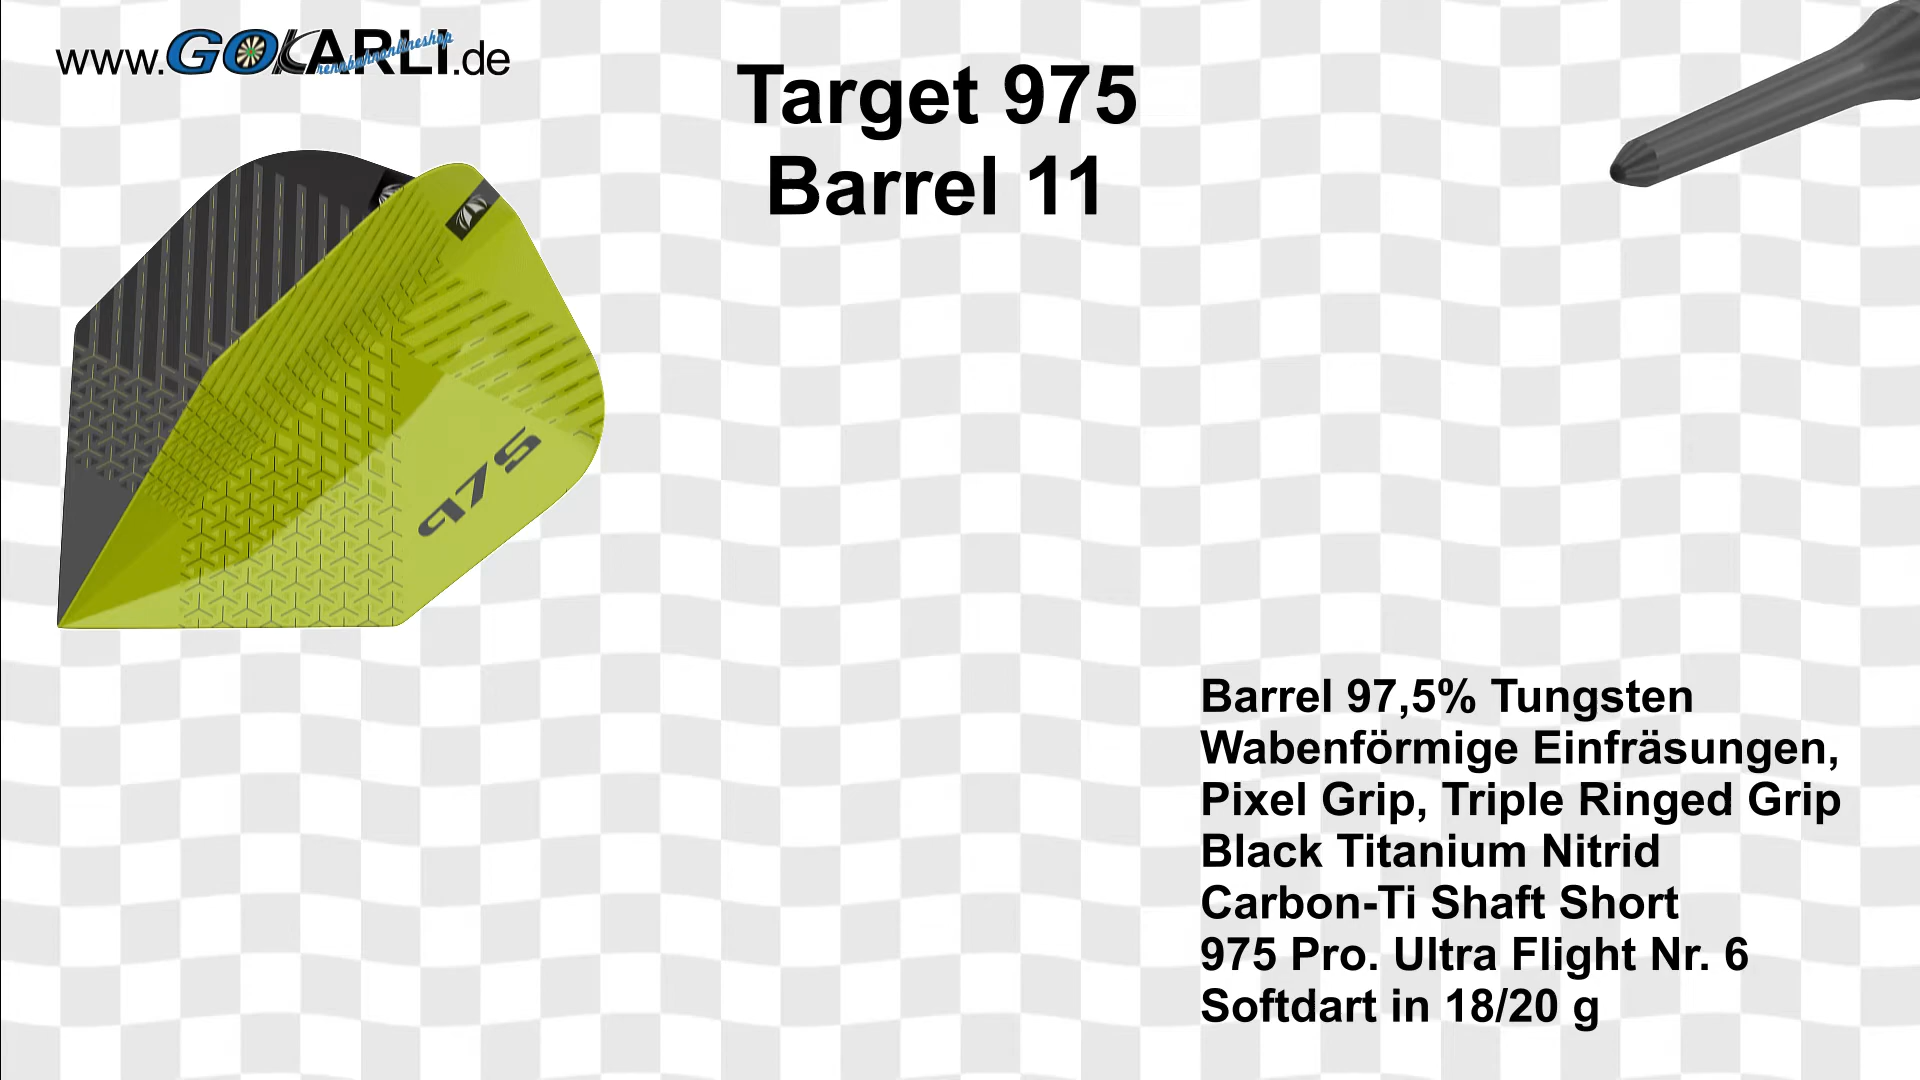 www.GOKARLI.de
rennbahnonlineshop
Target 975
Barrel 11
975
Barrel 97,5% Tungsten
Wabenförmige Einfräsungen,
Pixel Grip, Triple Ringed Grip
Black Titanium Nitrid
Carbon-Ti Shaft Short
975 Pro. Ultra Flight Nr. 6
Softdart in 18/20 g